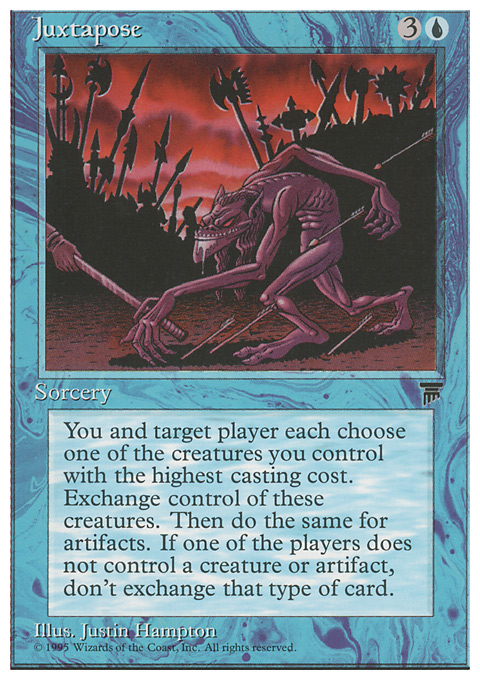 Juxtapose 3
Sorcery
You and target player each choose
one of the creatures you control
with the highest casting cost.
Exchange control of these
creatures. Then do the same for
artifacts. If one of the players does
not control a creature or artifact,
don't exchange that type of card.
Illus. Justin Hampton
© 1995 Wizards of the Coast, Inc. All rights reserved.